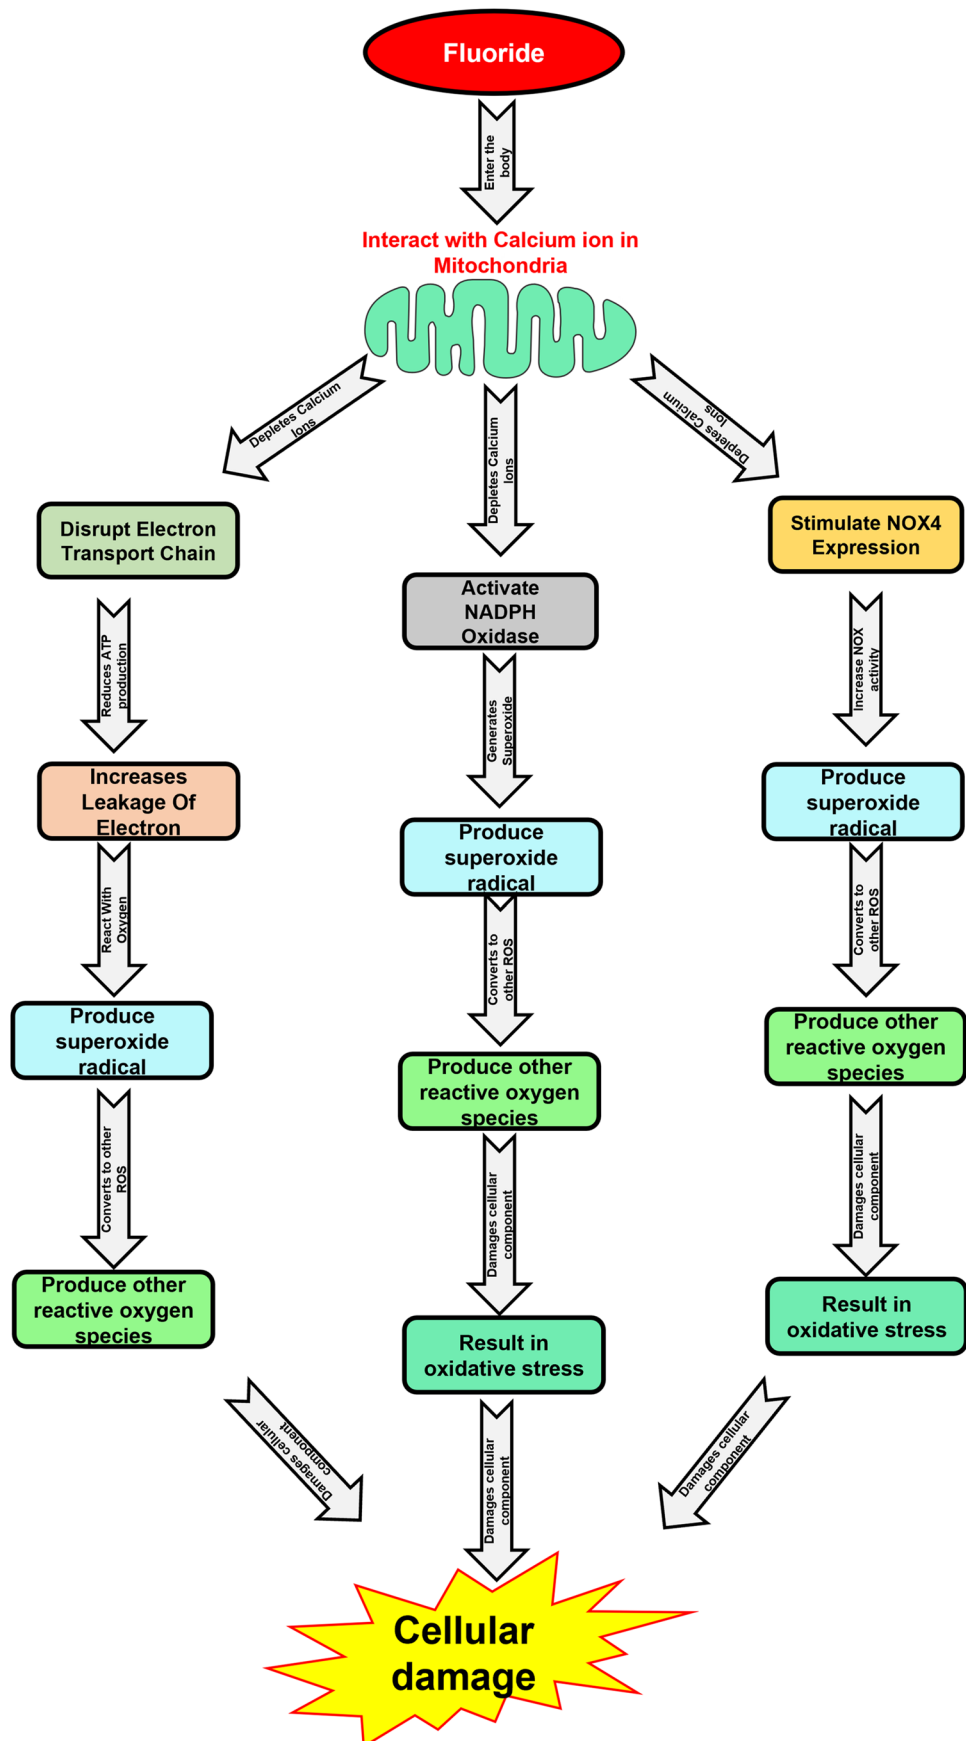 Fluoride
Enter the
body
Interact with Calcium ion in
Mitochondria
Depletes Calcium
Ions
Depletes Calcium
Ions
Depletes Calcium
Ions
Disrupt Electron
Transport Chain
Activate
NADPH
Oxidase
Stimulate NOX4
Expression
Reduces ATP
production
Generates
Superoxide
Increase NOX
activity
Increases
Leakage Of
Electron
Produce
superoxide
radical
Produce
superoxide
radical
React With
Oxygen
Converts to
other ROS
Converts to
other ROS
Produce
superoxide
radical
Produce other
reactive oxygen
species
Produce other
reactive oxygen
species
Converts to other
ROS
Damages cellular
component
Damages cellular
component
Produce other
reactive oxygen
species
Result in
oxidative stress
Result in
oxidative stress
Damages cellular
component
Damages cellular
component
Damages cellular
component
Cellular
damage